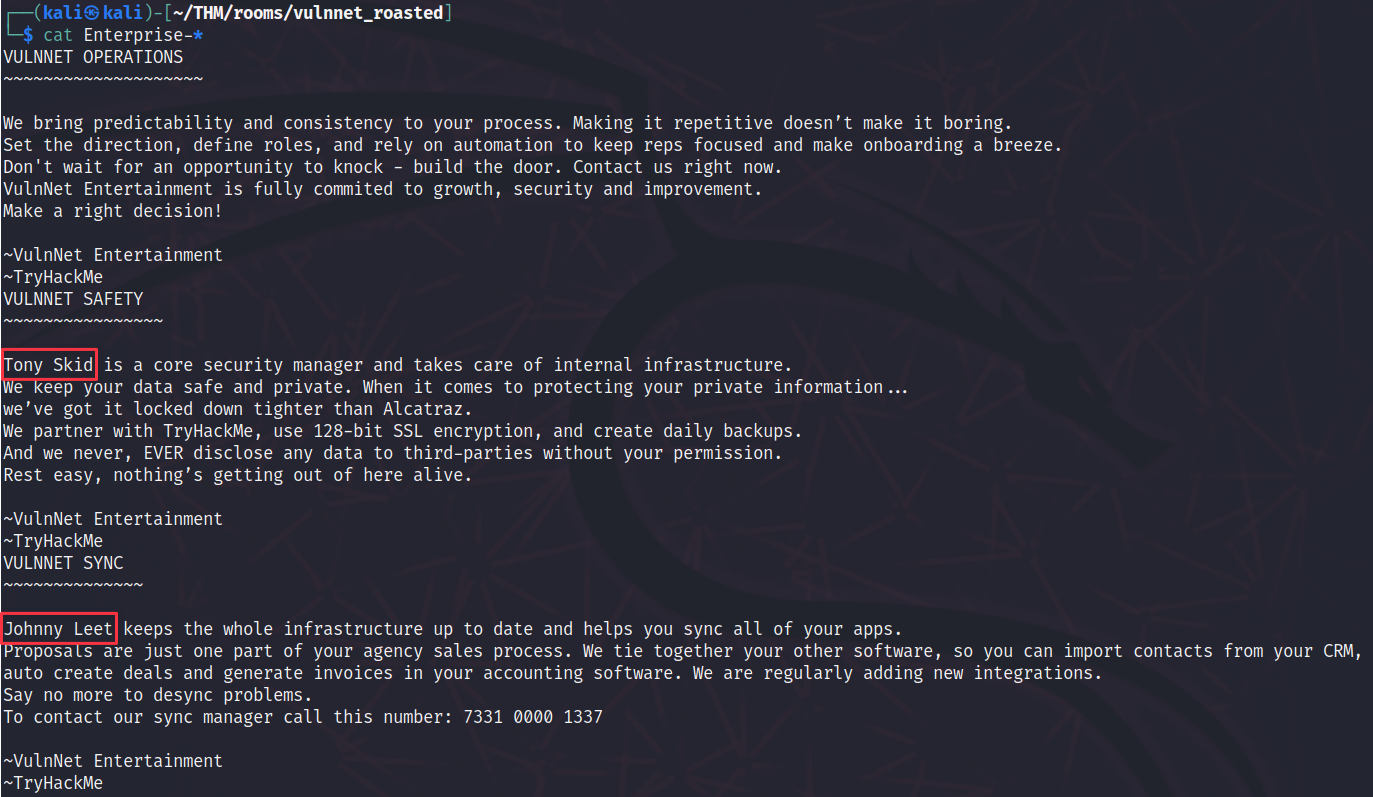 ┌──(kali㉿kali)-[~/THM/rooms/vulnnet_roasted]
└─$ cat Enterprise-*
VULNNET OPERATIONS
~~~~~~~~~~~~~~~~~~~~
We bring predictability and consistency to your process. Making it repetitive doesn’t make it boring.
Set the direction, define roles, and rely on automation to keep reps focused and make onboarding a breeze.
Don't wait for an opportunity to knock - build the door. Contact us right now.
VulnNet Entertainment is fully commited to growth, security and improvement.
Make a right decision!
~VulnNet Entertainment
~TryHackMe
VULNNET SAFETY
~~~~~~~~~~~~~~~~
Tony Skid is a core security manager and takes care of internal infrastructure.
We keep your data safe and private. When it comes to protecting your private information...
we’ve got it locked down tighter than Alcatraz.
We partner with TryHackMe, use 128-bit SSL encryption, and create daily backups.
And we never, EVER disclose any data to third-parties without your permission.
Rest easy, nothing’s getting out of here alive.
~VulnNet Entertainment
~TryHackMe
VULNNET SYNC
~~~~~~~~~~~~~~
Johnny Leet keeps the whole infrastructure up to date and helps you sync all of your apps.
Proposals are just one part of your agency sales process. We tie together your other software, so you can import contacts from your CRM,
auto create deals and generate invoices in your accounting software. We are regularly adding new integrations.
Say no more to desync problems.
To contact our sync manager call this number: 7331 0000 1337
~VulnNet Entertainment
~TryHackMe